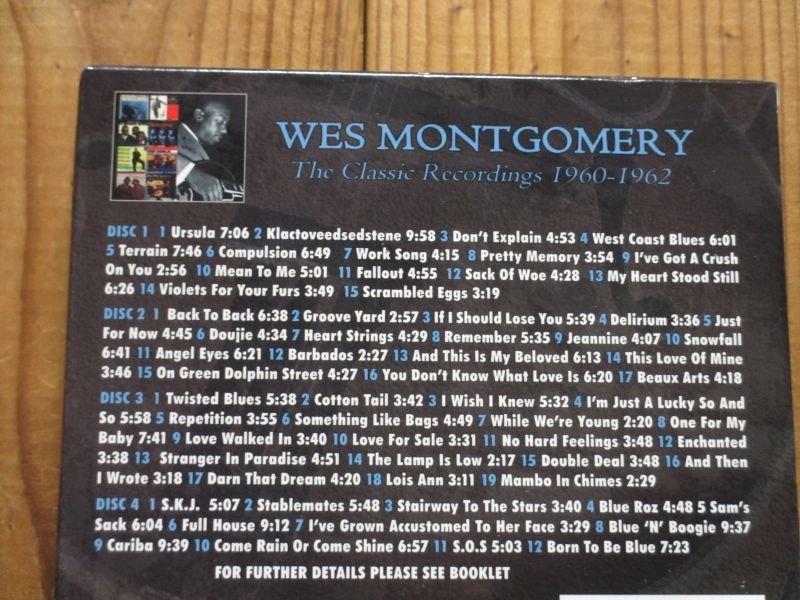 WES MONTGOMERY
The Classic Recordings 1960-1962
DISC 1 1 Ursula 7:06 2 Klactoveedsedstene 9:58 3 Don't Explain 4:53 4 West Coast Blues 6:01
5 Terrain 7:46 6 Compulsion 6:49 7 Work Song 4:15 8 Pretty Memory 3:54 9 I've Got A Crush
On You 2:56 10 Mean To Me 5:01 11 Fallout 4:55 12 Sack Of Woe 4:28 13 My Heart Stood Still
6:26 14 Violets For Your Furs 3:49 15 Scrambled Eggs 3:19
DISC 2 1 Back To Back 6:38 2 Groove Yard 2:57 3 If I Should Lose You 5:39 4 Delirium 3:36 5 Just
For Now 4:45 6 Doujie 4:34 7 Heart Strings 4:29 8 Remember 5:35 9 Jeannine 4:07 10 Snowfall
6:41 11 Angel Eyes 6:21 12 Barbados 2:27 13 And This Is My Beloved 6:13 14 This Love Of Mine
3:46 15 On Green Dolphin Street 4:27 16 You Don't Know What Love Is 6:20 17 Beaux Arts 4:18
DISC 3 1 Twisted Blues 5:38 2 Cotton Tail 3:42 3 I Wish I Knew 5:32 4 I'm Just A Lucky So And
So 5:58 5 Repetition 3:55 6 Something Like Bags 4:49 7 While We're Young 2:20 8 One For My
Baby 7:41 9 Love Walked In 3:40 10 Love For Sale 3:31 11 No Hard Feelings 3:48 12 Enchanted
3:38 13 Stranger In Paradise 4:51 14 The Lamp Is Low 2:17 15 Double Deal 3:48 16 And Then
I Wrote 3:18 17 Darn That Dream 4:20 18 Lois Ann 3:11 19 Mambo In Chimes 2:29
DISC 4 1 S.K.J. 5:07 2 Stablemates 5:48 3 Stairway To The Stars 3:40 4 Blue Roz 4:48 5 Sam's
Sack 6:04 6 Full House 9:12 7 I've Grown Accustomed To Her Face 3:29 8 Blue 'N' Boogie 9:37
9 Cariba 9:39 10 Come Rain Or Come Shine 6:57 11 S.O.S 5:03 12 Born To Be Blue 7:23
FOR FURTHER DETAILS PLEASE SEE BOOKLET